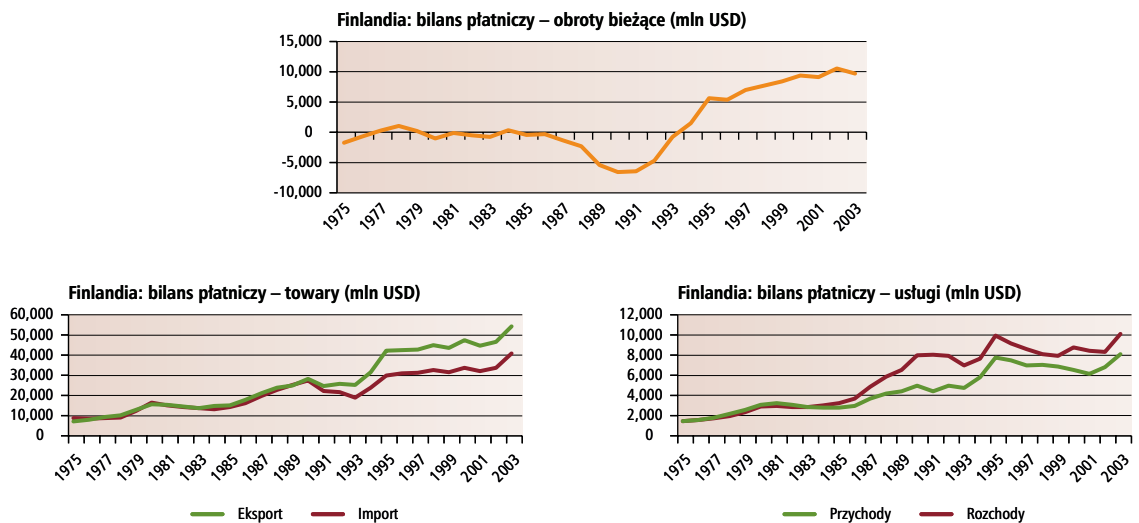 Finlandia: bilans płatniczy – obroty bieżące (mln USD)
15,000
10,000
5,000
0
-5,000
-10,000
1975 1977 1979 1981 1983 1985 1987 1989 1991 1993 1995 1997 1999 2001 2003
Finlandia: bilans płatniczy – towary (mln USD)
60,000
50,000
40,000
30,000
20,000
10,000
0
1975 1977 1979 1981 1983 1985 1987 1989 1991 1993 1995 1997 1999 2001 2003
Eksport Import
Finlandia: bilans płatniczy – usługi (mln USD)
12,000
10,000
8,000
6,000
4,000
2,000
0
1975 1977 1979 1981 1983 1985 1987 1989 1991 1993 1995 1997 1999 2001 2003
Przychody Rozchody